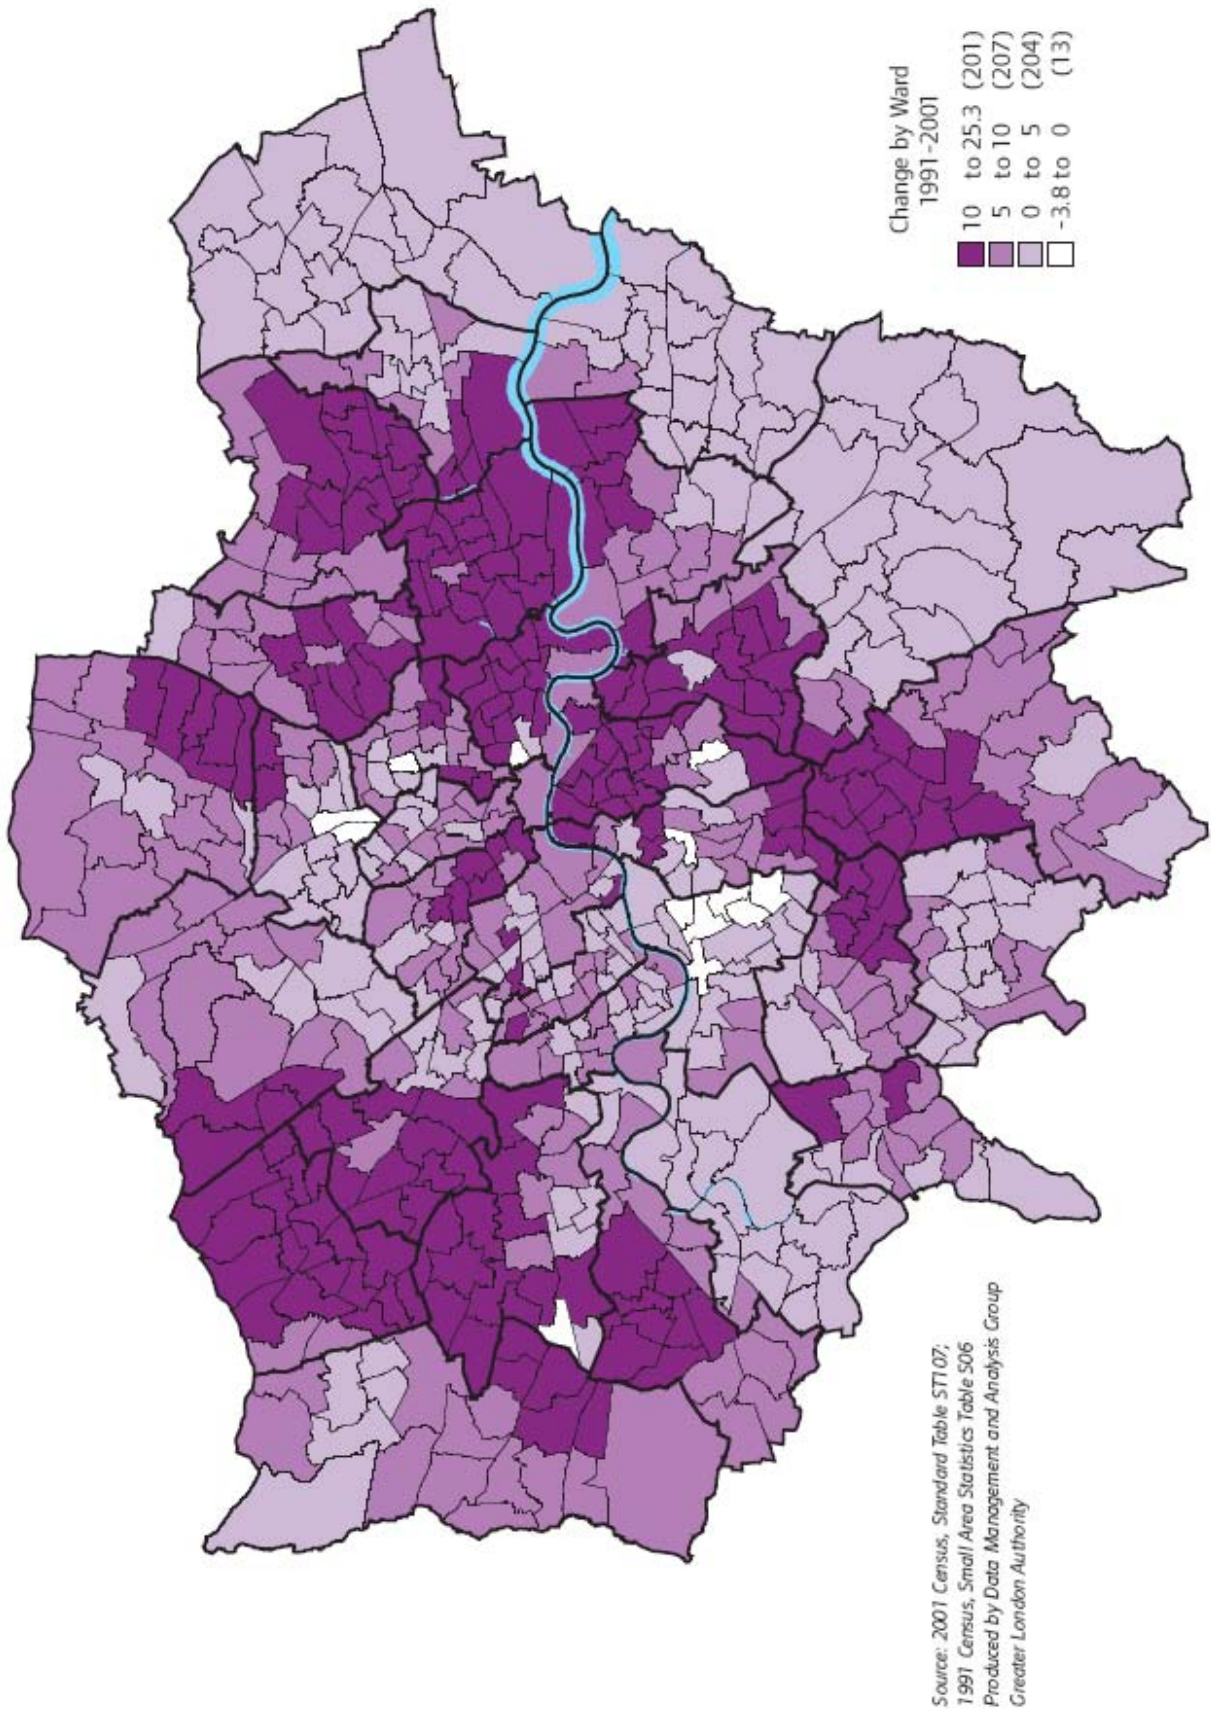 Change by Ward
1991-2001
10 to 25.3 (201)
5 to 10 (207)
0 to 5 (204)
-3.8 to 0 (13)
Source: 2001 Census, Standard Table ST107;
1991 Census, Small Area Statistics Table S06
Produced by Data Management and Analysis Group
Greater London Authority